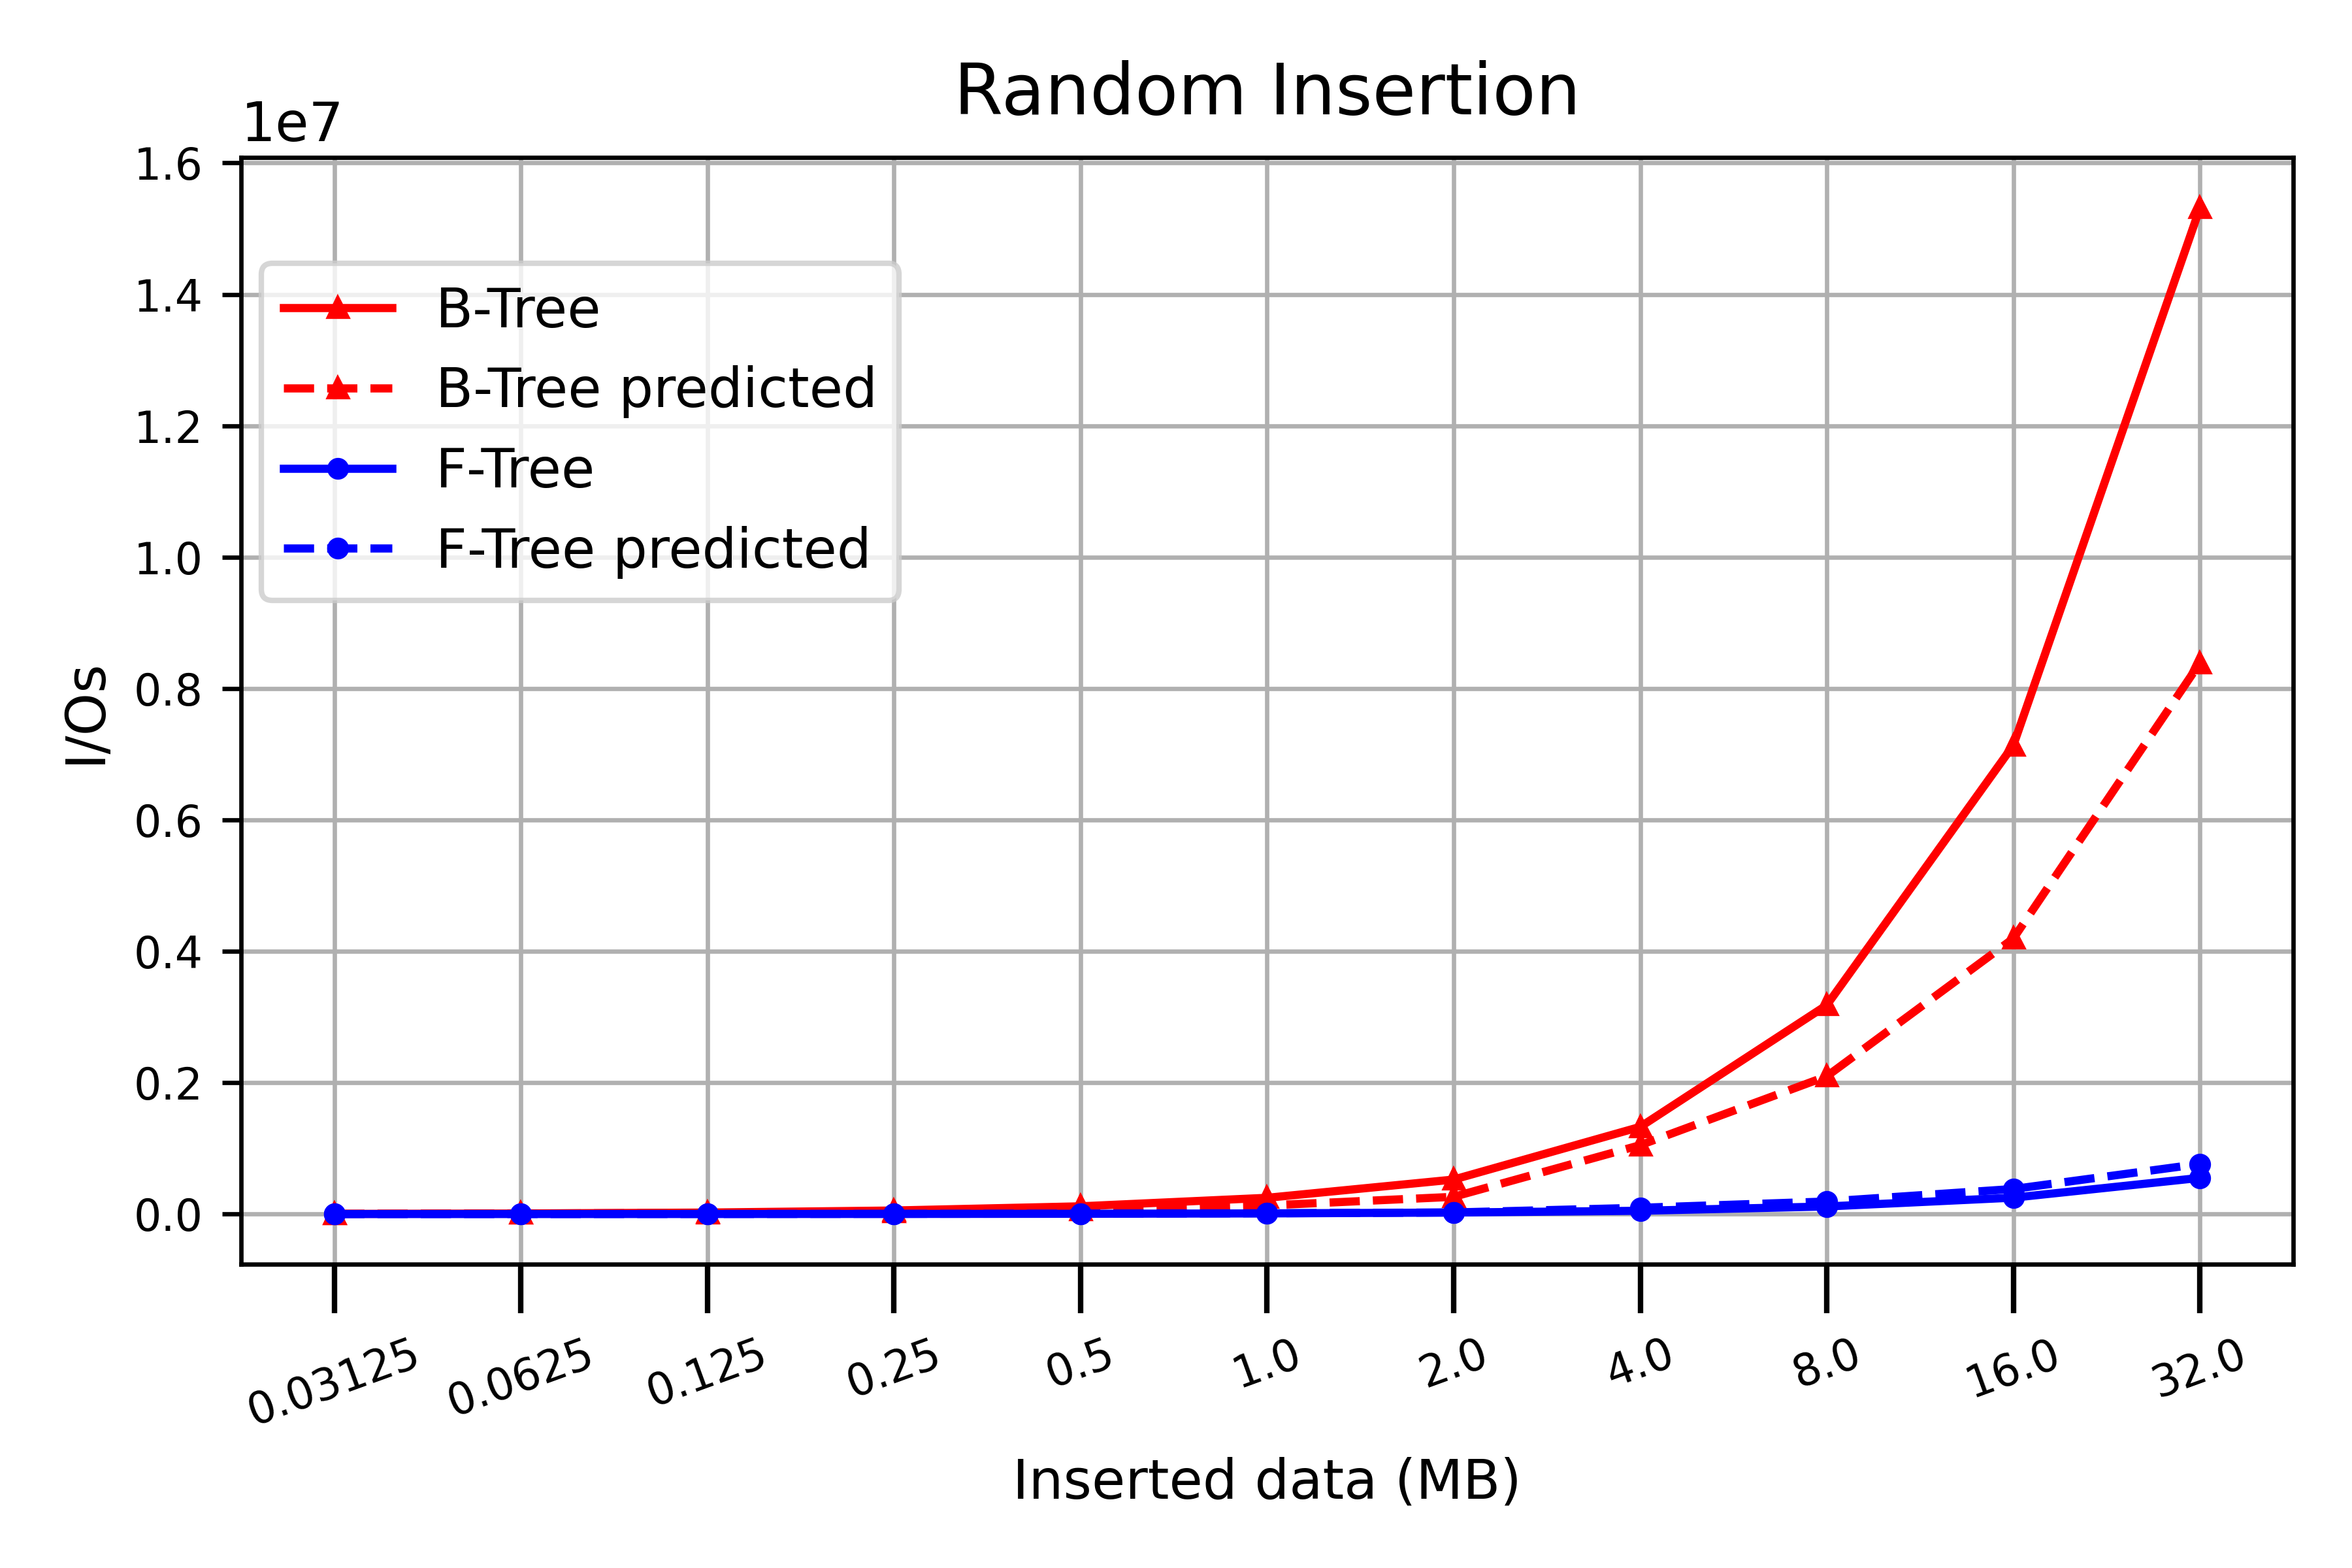 Random Insertion
1e7
1.6
1.4
1.2
1.0
0.8
0.6
0.4
0.2
0.0
I/Os
B-Tree
B-Tree predicted
F-Tree
F-Tree predicted
0.03125
0.0625
0.125
0.25
0.5
1.0
2.0
4.0
8.0
16.0
32.0
Inserted data (MB)